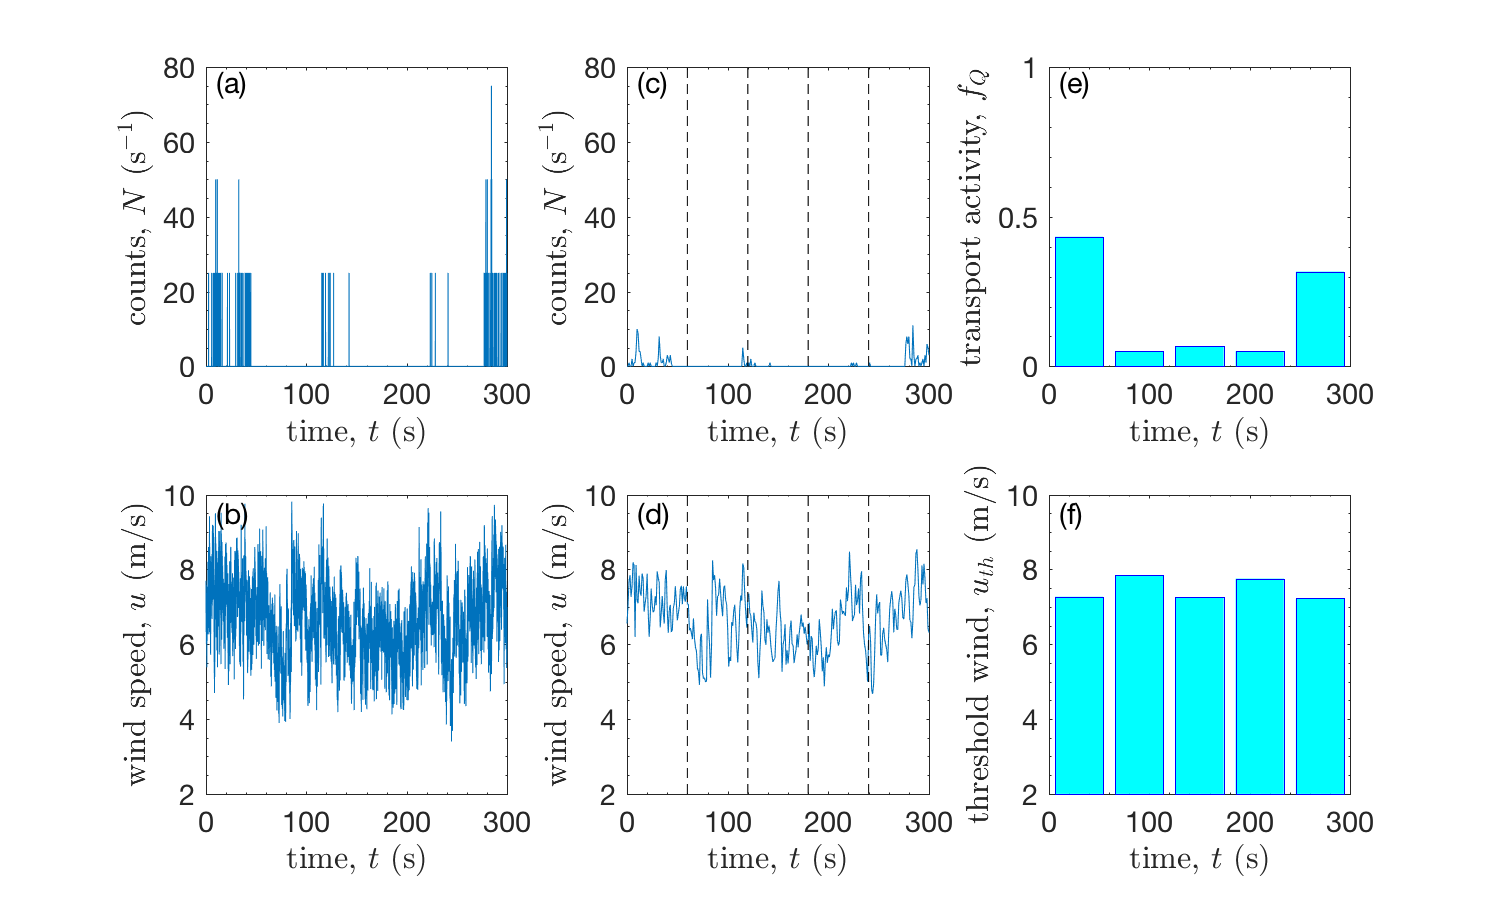 (a)
80
60
40
20
0
counts, N (s⁻¹)
0 100 200 300
time, t (s)
(c)
80
60
40
20
0
counts, N (s⁻¹)
0 100 200 300
time, t (s)
(e)
1
0.5
0
transport activity, f_Q
0 100 200 300
time, t (s)
(b)
10
8
6
4
2
wind speed, u (m/s)
0 100 200 300
time, t (s)
(d)
10
8
6
4
2
wind speed, u (m/s)
0 100 200 300
time, t (s)
(f)
10
8
6
4
2
threshold wind, u_th (m/s)
0 100 200 300
time, t (s)